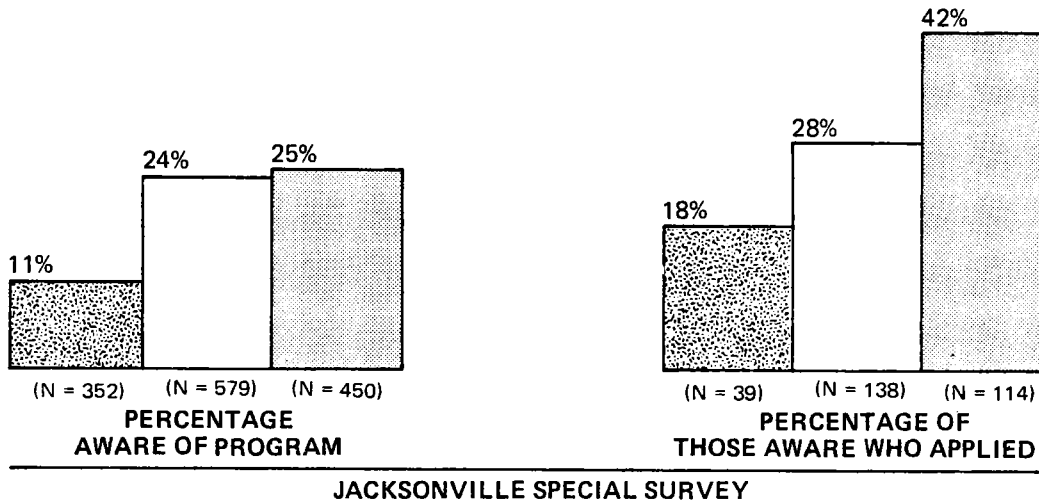 42%
28%
24% 25%
18%
11%
(N = 352) (N = 579) (N = 450)
PERCENTAGE
AWARE OF PROGRAM
(N = 39) (N = 138) (N = 114)
PERCENTAGE OF
THOSE AWARE WHO APPLIED
JACKSONVILLE SPECIAL SURVEY